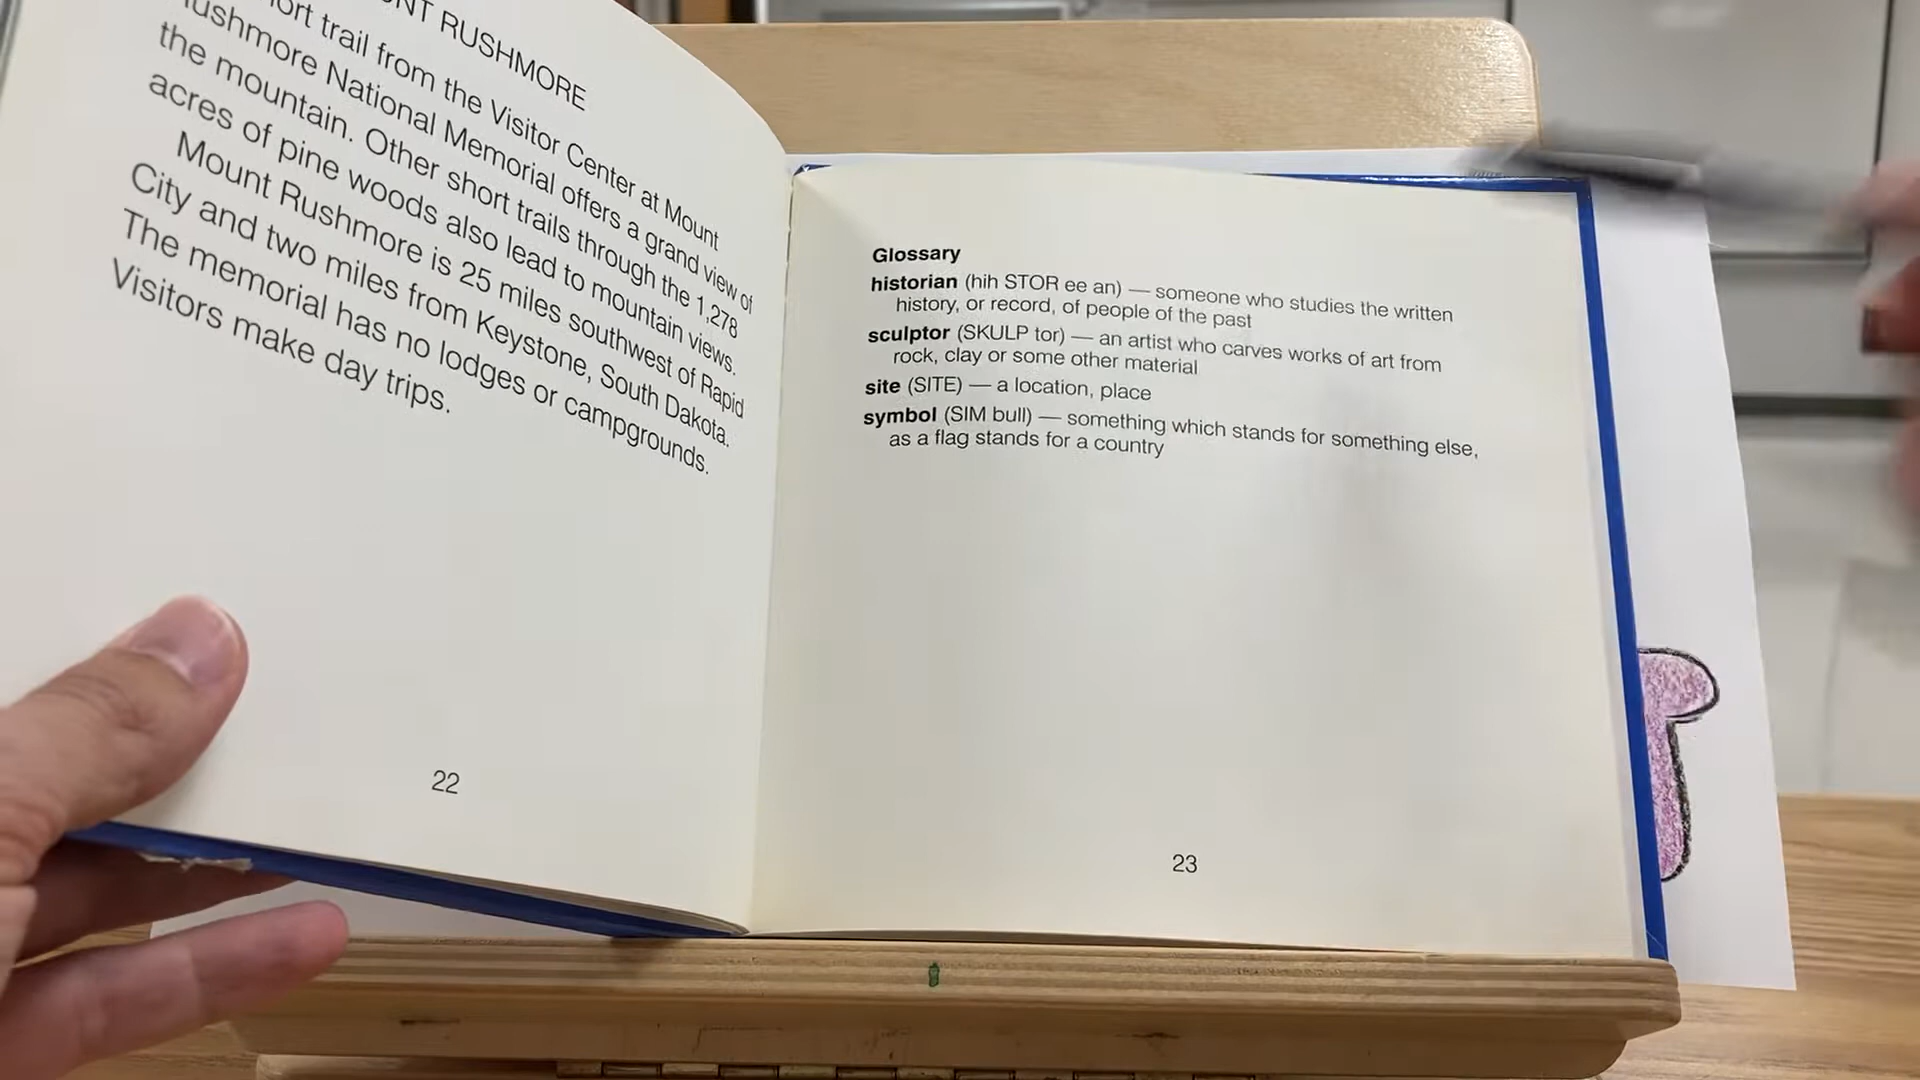 NT RUSHMORE
ort trail from the Visitor Center at Mount
Rushmore National Memorial offers a grand view of
the mountain. Other short trails through the 1,278
acres of pine woods also lead to mountain views.
Mount Rushmore is 25 miles southwest of Rapid
City and two miles from Keystone, South Dakota.
The memorial has no lodges or campgrounds.
Visitors make day trips.
22
Glossary
historian (hih STOR ee an) — someone who studies the written
history, or record, of people of the past
sculptor (SKULP tor) — an artist who carves works of art from
rock, clay or some other material
site (SITE) — a location, place
symbol (SIM bull) — something which stands for something else,
as a flag stands for a country
23